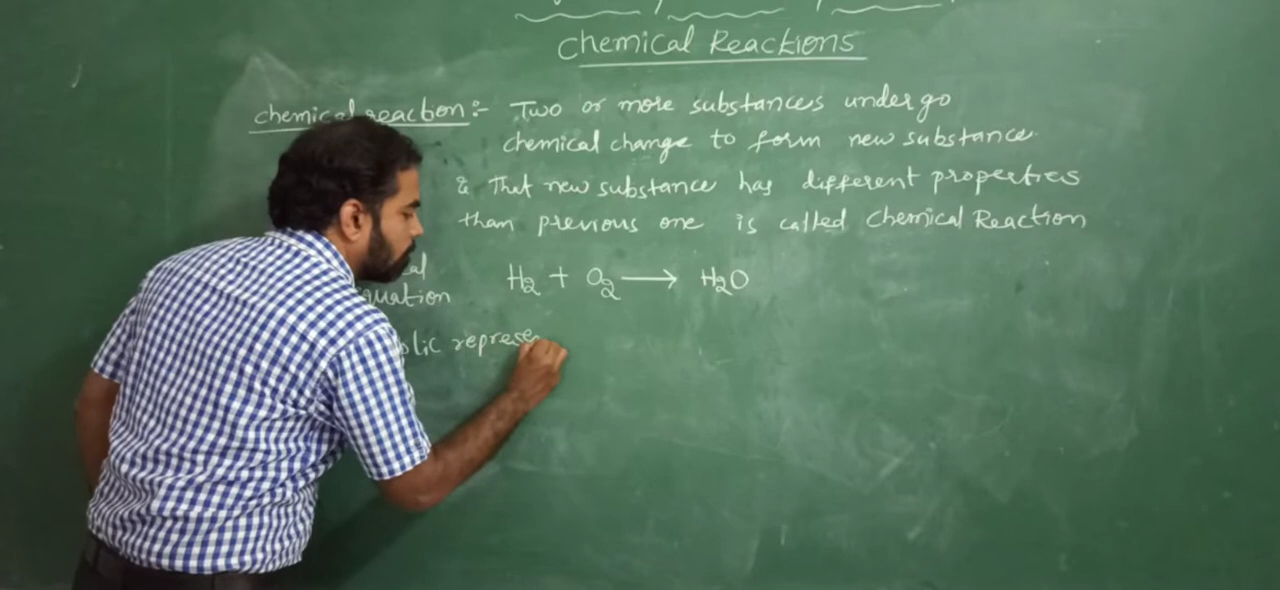 Chemical Reactions
chemical reaction :- Two or more substances undergo
chemical change to form new substance.
& That new substance has different properties
than previous one is called Chemical Reaction
H2 + O2 → H2O
represe